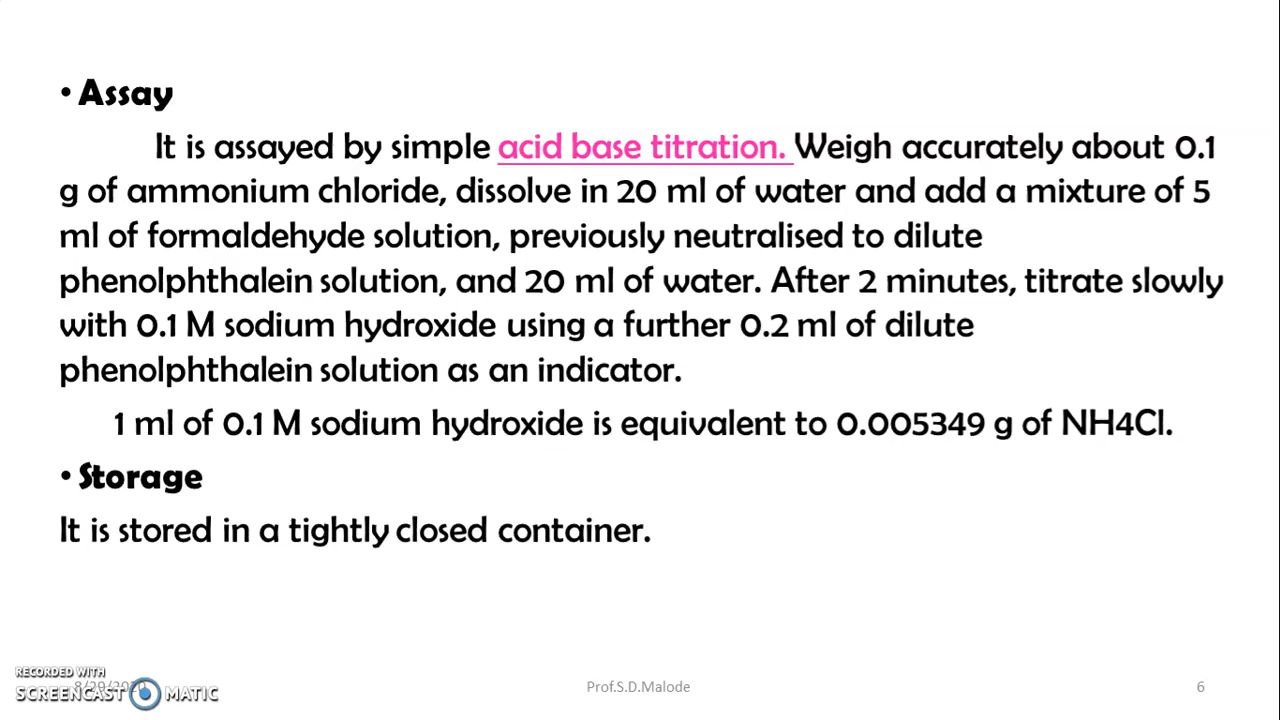 • Assay
It is assayed by simple acid base titration. Weigh accurately about 0.1
g of ammonium chloride, dissolve in 20 ml of water and add a mixture of 5
ml of formaldehyde solution, previously neutralised to dilute
phenolphthalein solution, and 20 ml of water. After 2 minutes, titrate slowly
with 0.1 M sodium hydroxide using a further 0.2 ml of dilute
phenolphthalein solution as an indicator.
1 ml of 0.1 M sodium hydroxide is equivalent to 0.005349 g of NH4Cl.
• Storage
It is stored in a tightly closed container.
RECORDED WITH
SCREENCAST MATIC
8/29/2020
Prof.S.D.Malode
6